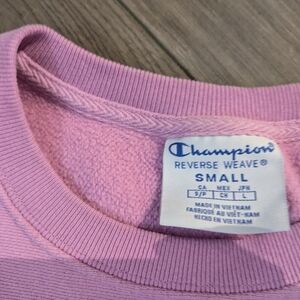 Champion
REVERSE WEAVE®
SMALL
CA MEX JPN
S/P CH L
MADE IN VIETNAM
FABRIQUÉ AU VIÊT-NAM
HECHO EN VIETNAM